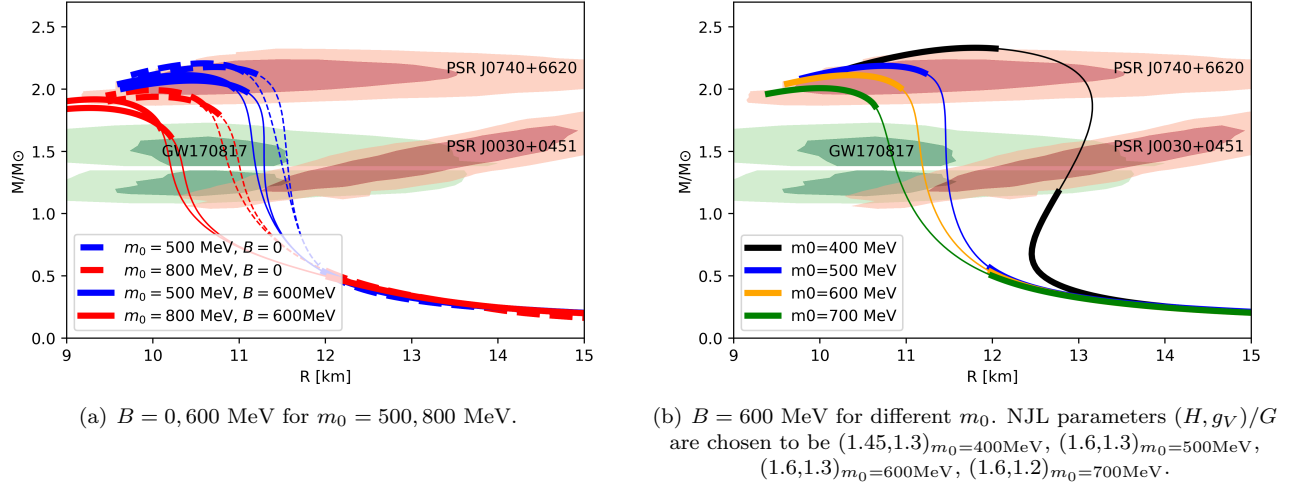 2.5
2.0
1.5
1.0
0.5
0.0
M/M⊙
PSR J0740+6620
GW170817
PSR J0030+0451
m₀ = 500 MeV, B = 0
m₀ = 800 MeV, B = 0
m₀ = 500 MeV, B = 600MeV
m₀ = 800 MeV, B = 600MeV
9 10 11 12 13 14 15
R [km]
(a) B = 0, 600 MeV for m₀ = 500, 800 MeV.
2.5
2.0
1.5
1.0
0.5
0.0
M/M⊙
PSR J0740+6620
GW170817
PSR J0030+0451
m0=400 MeV
m0=500 MeV
m0=600 MeV
m0=700 MeV
9 10 11 12 13 14 15
R [km]
(b) B = 600 MeV for different m₀. NJL parameters (H, g_V)/G
are chosen to be (1.45,1.3)_{m₀=400MeV}, (1.6,1.3)_{m₀=500MeV},
(1.6,1.3)_{m₀=600MeV}, (1.6,1.2)_{m₀=700MeV}.